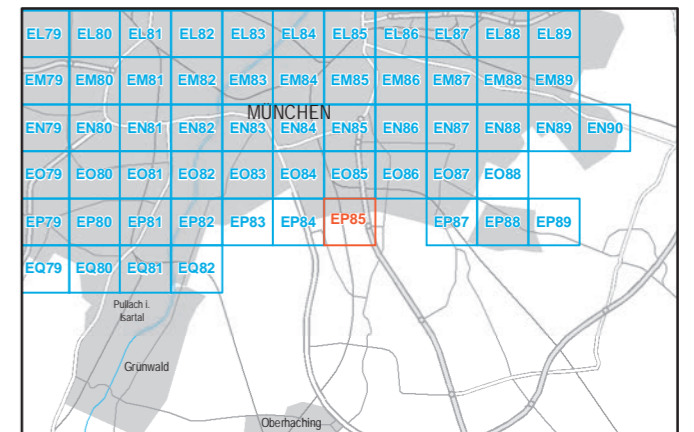 EL79 EL80 EL81 EL82 EL83 EL84 EL85 EL86 EL87 EL88 EL89
EM79 EM80 EM81 EM82 EM83 EM84 EM85 EM86 EM87 EM88 EM89
MÜNCHEN
EN79 EN80 EN81 EN82 EN83 EN84 EN85 EN86 EN87 EN88 EN89 EN90
EO79 EO80 EO81 EO82 EO83 EO84 EO85 EO86 EO87 EO88
EP79 EP80 EP81 EP82 EP83 EP84 EP85 EP87 EP88 EP89
EQ79 EQ80 EQ81 EQ82
Pullach i.
Isartal
Grünwald
Oberhaching